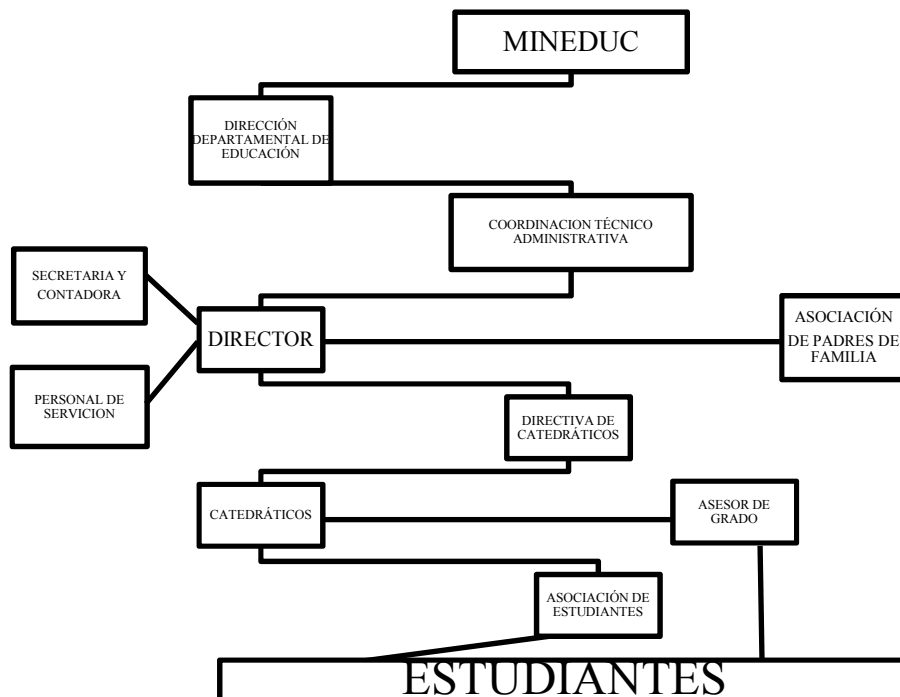 MINEDUC
DIRECCIÓN
DEPARTAMENTAL DE
EDUCACIÓN
COORDINACION TÉCNICO
ADMINISTRATIVA
SECRETARIA Y
CONTADORA
DIRECTOR
ASOCIACIÓN
DE PADRES DE
FAMILIA
PERSONAL DE
SERVICION
DIRECTIVA DE
CATEDRÁTICOS
CATEDRÁTICOS
ASESOR DE
GRADO
ASOCIACIÓN DE
ESTUDIANTES
ESTUDIANTES